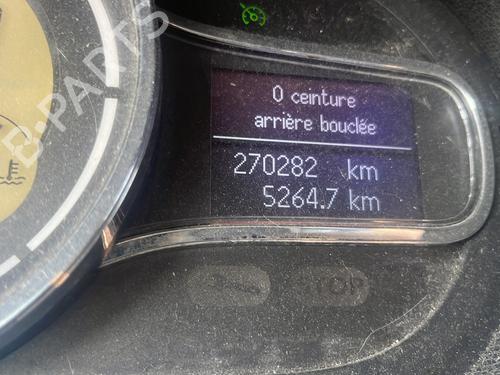 B-PARTS
0 ceinture
arrière bouclée
270282 km
5264.7 km
STOP